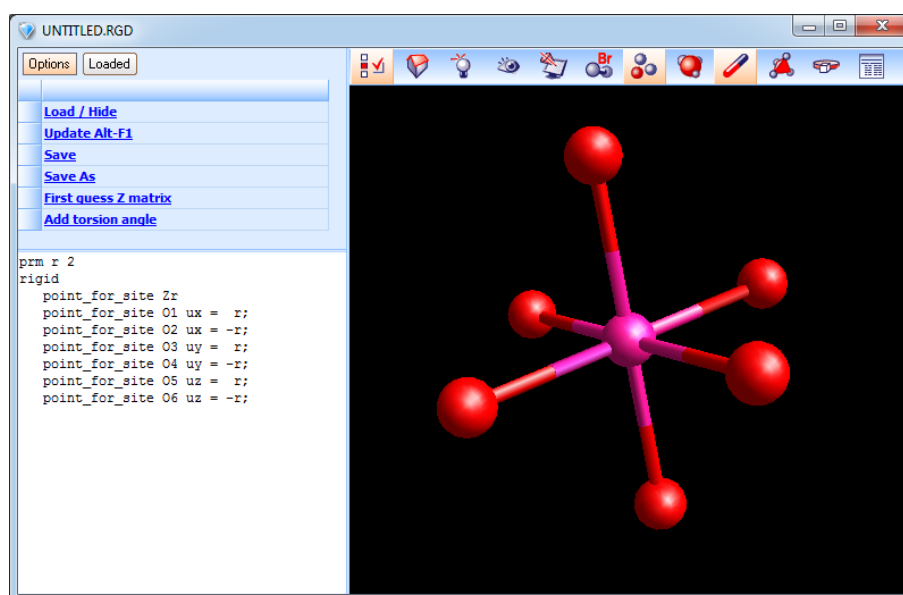 UNTITLED.RGD
Options Loaded
Load / Hide
Update Alt-F1
Save
Save As
First guess Z matrix
Add torsion angle
prm r 2
rigid
   point_for_site Zr
   point_for_site O1 ux =  r;
   point_for_site O2 ux = -r;
   point_for_site O3 uy =  r;
   point_for_site O4 uy = -r;
   point_for_site O5 uz =  r;
   point_for_site O6 uz = -r;
Br